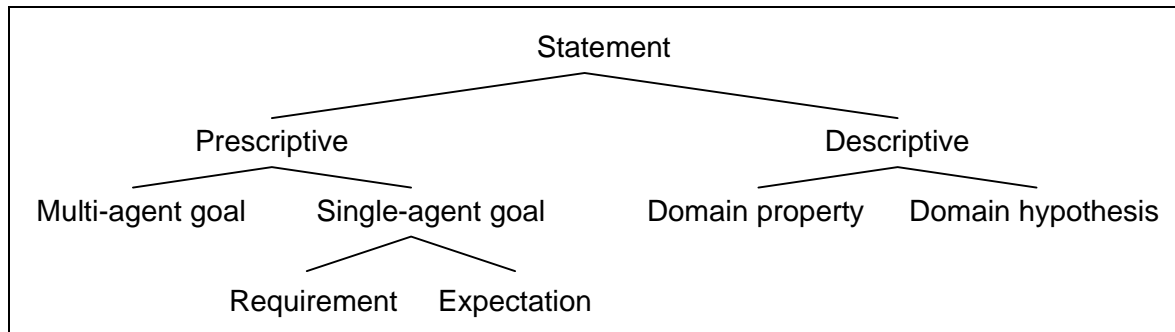 Statement
Prescriptive Descriptive
Multi-agent goal Single-agent goal Domain property Domain hypothesis
Requirement Expectation